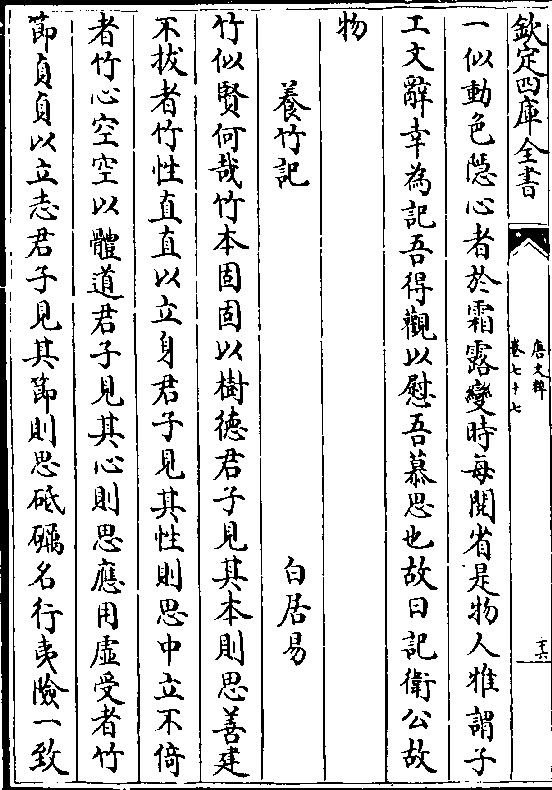 欽定四庫全書
唐文粹
卷七十七
一似動色隱心者於霜露變時每閱省是物人雅謂子
工文辭幸為記吾得觀以慰吾慕思也故曰記衛公故
物
養竹記
白居易
竹似賢何哉竹本固固以樹德君子見其本則思善建
不拔者竹性直直以立身君子見其性則思中立不倚
者竹心空空以體道君子見其心則思應用虛受者竹
節貞貞以立志君子見其節則思砥礪名行夷險一致